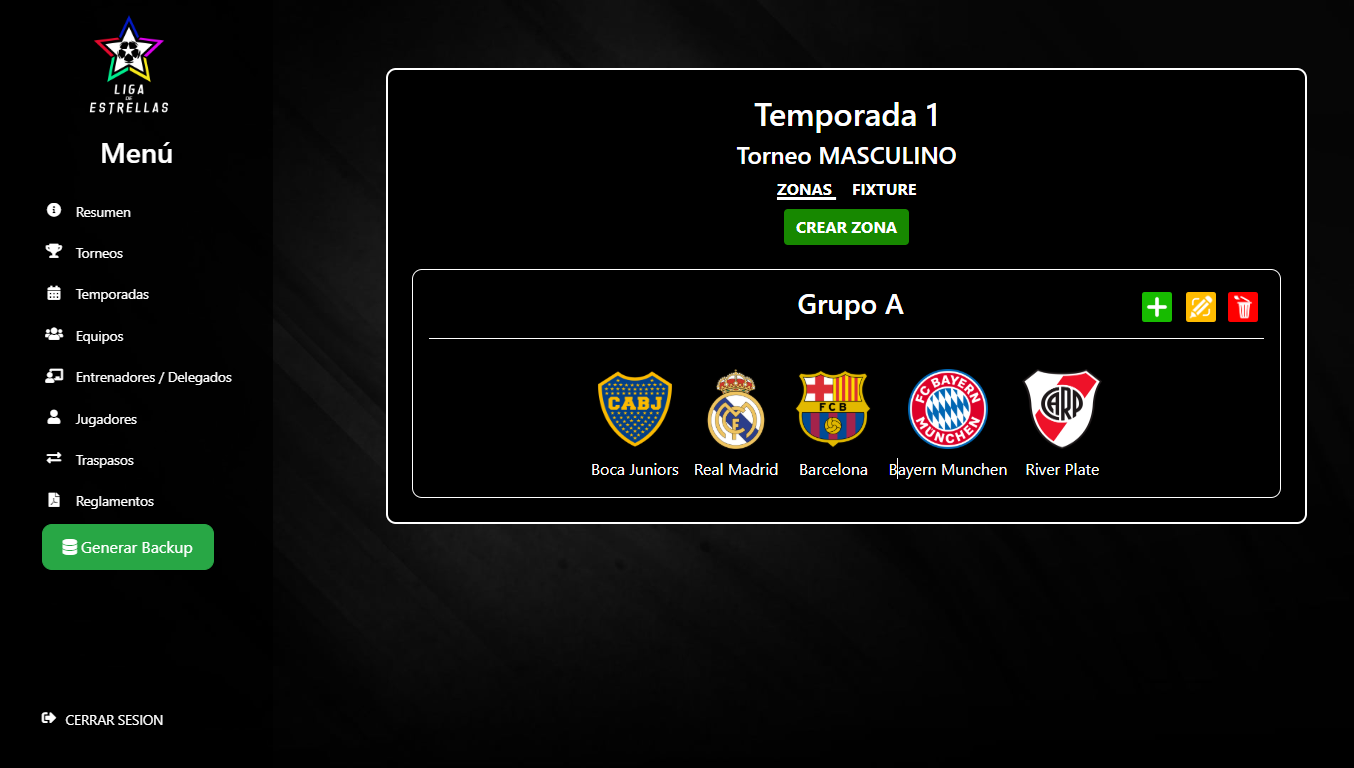 LIGA
DE
ESTRELLAS
Menú
Resumen
Torneos
Temporadas
Equipos
Entrenadores / Delegados
Jugadores
Traspasos
Reglamentos
Generar Backup
CERRAR SESION
Temporada 1
Torneo MASCULINO
ZONAS FIXTURE
CREAR ZONA
Grupo A
CABJ
FCB
FC BAYERN
MÜNCHEN
CARP
Boca Juniors Real Madrid Barcelona Bayern Munchen River Plate